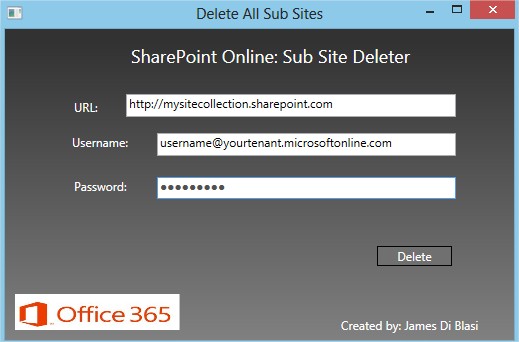 Delete All Sub Sites
SharePoint Online: Sub Site Deleter
URL: http://mysitecollection.sharepoint.com
Username: username@yourtenant.microsoftonline.com
Password: •••••••••
Delete
Office 365
Created by: James Di Blasi